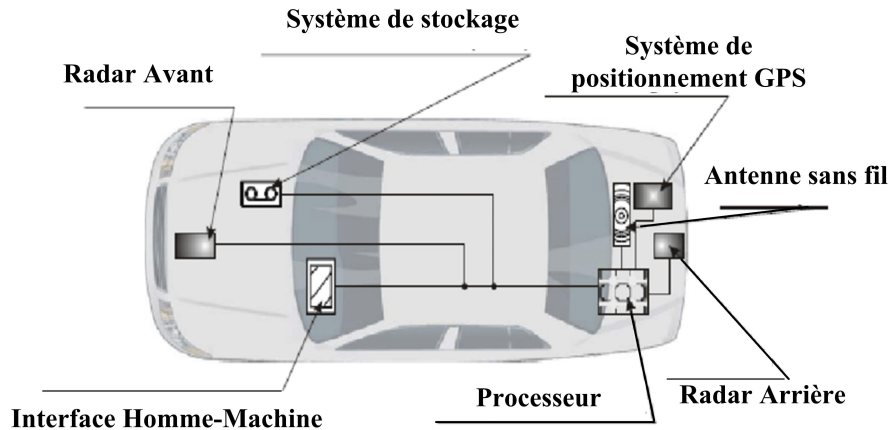 Système de stockage
Système de
positionnement GPS
Radar Avant
Antenne sans fil
Processeur
Radar Arrière
Interface Homme-Machine